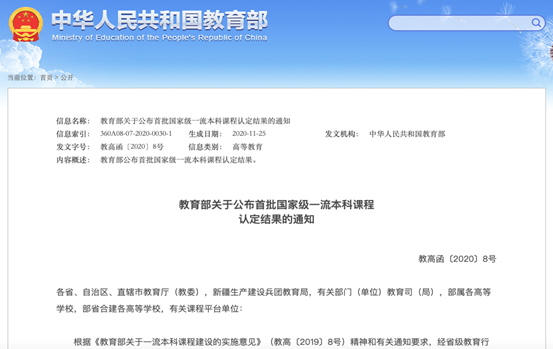 中华人民共和国教育部
Ministry of Education of the People's Republic of China
当前位置: 首页 > 公开
信息名称: 教育部关于公布首批国家级一流本科课程认定结果的通知
信息索引: 360A08-07-2020-0030-1 生成日期: 2020-11-25 发文机构: 中华人民共和国教育部
发文字号: 教高函〔2020〕8号 信息类别: 高等教育
内容概述: 教育部公布首批国家级一流本科课程认定结果。
教育部关于公布首批国家级一流本科课程
认定结果的通知
教高函〔2020〕8号
各省、自治区、直辖市教育厅（教委），新疆生产建设兵团教育局，有关部门（单位）教育司（局），部属各高等
学校，部省合建各高等学校，有关课程平台单位：
根据《教育部关于一流本科课程建设的实施意见》（教高〔2019〕8号）精神和有关通知要求，经省级教育行